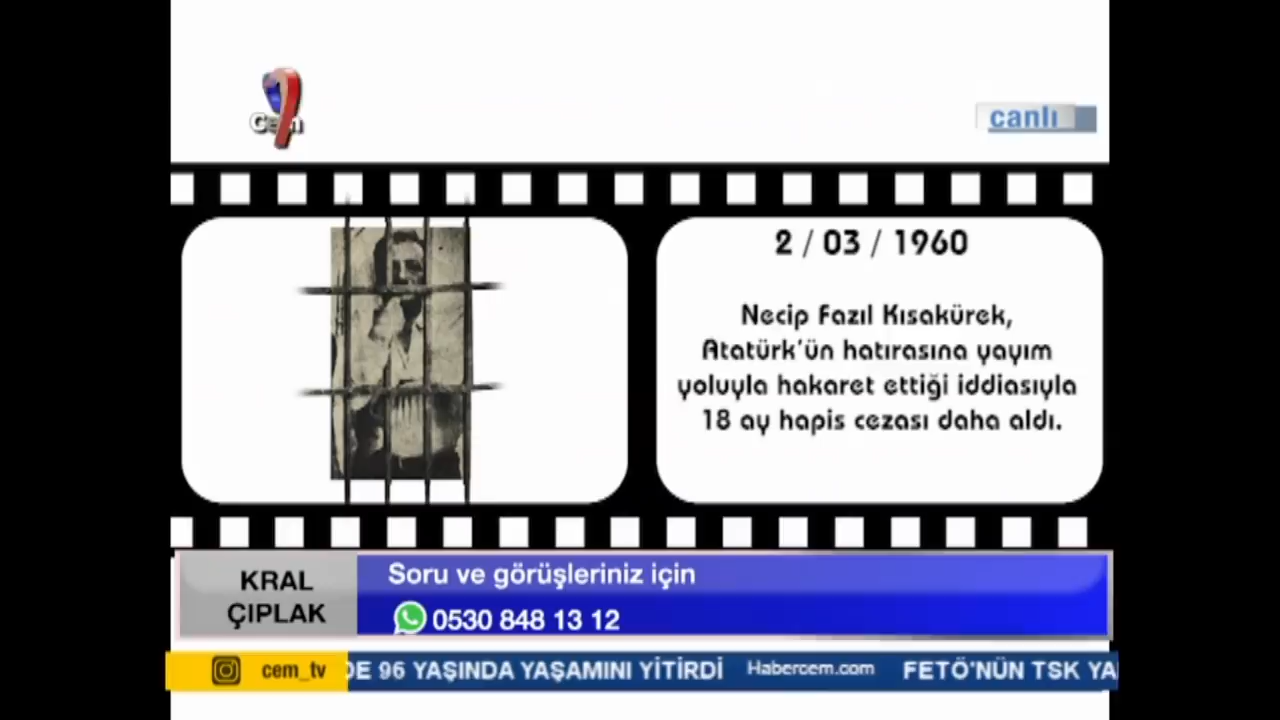 Cem
canlı
2 / 03 / 1960
Necip Fazıl Kısakürek,
Atatürk'ün hatırasına yayım
yoluyla hakaret ettiği iddiasıyla
18 ay hapis cezası daha aldı.
KRAL
ÇIPLAK
Soru ve görüşleriniz için
0530 848 13 12
cem_tv
DE 96 YAŞINDA YAŞAMINI YİTİRDİ Habercem.com FETÖ'NÜN TSK YA